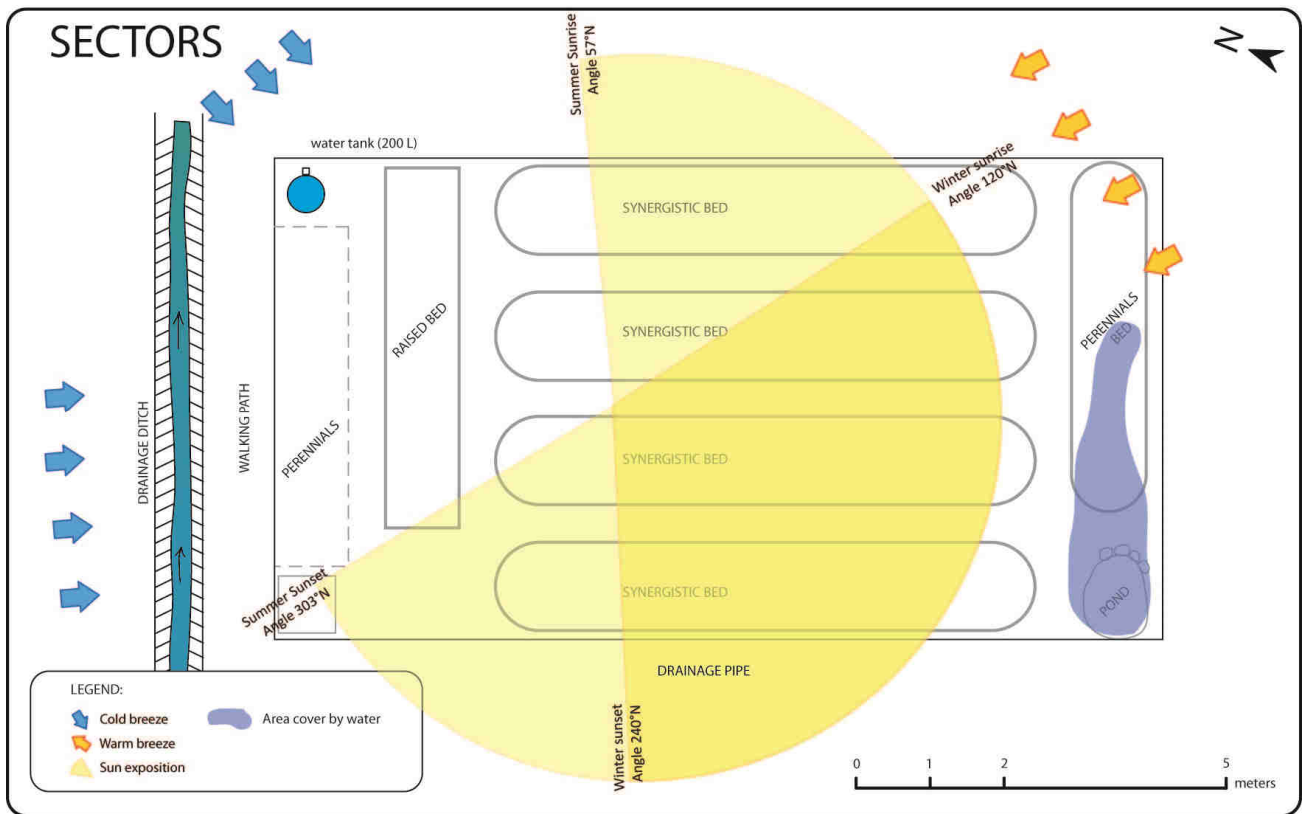 SECTORS
N
Summer Sunrise
Angle 57°N
water tank (200 L)
Winter sunrise
Angle 120°N
SYNERGISTIC BED
SYNERGISTIC BED
SYNERGISTIC BED
SYNERGISTIC BED
RAISED BED
PERENNIALS
BED
PERENNIALS
WALKING PATH
DRAINAGE DITCH
Summer Sunset
Angle 303°N
POND
DRAINAGE PIPE
Winter sunset
Angle 240°N
LEGEND:
Cold breeze
Area cover by water
Warm breeze
Sun exposition
0 1 2 5
meters